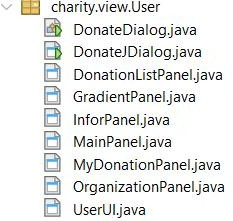 charity.view.User
DonateDialog.java
DonateJDialog.java
DonationListPanel.java
GradientPanel.java
InforPanel.java
MainPanel.java
MyDonationPanel.java
OrganizationPanel.java
UserUI.java